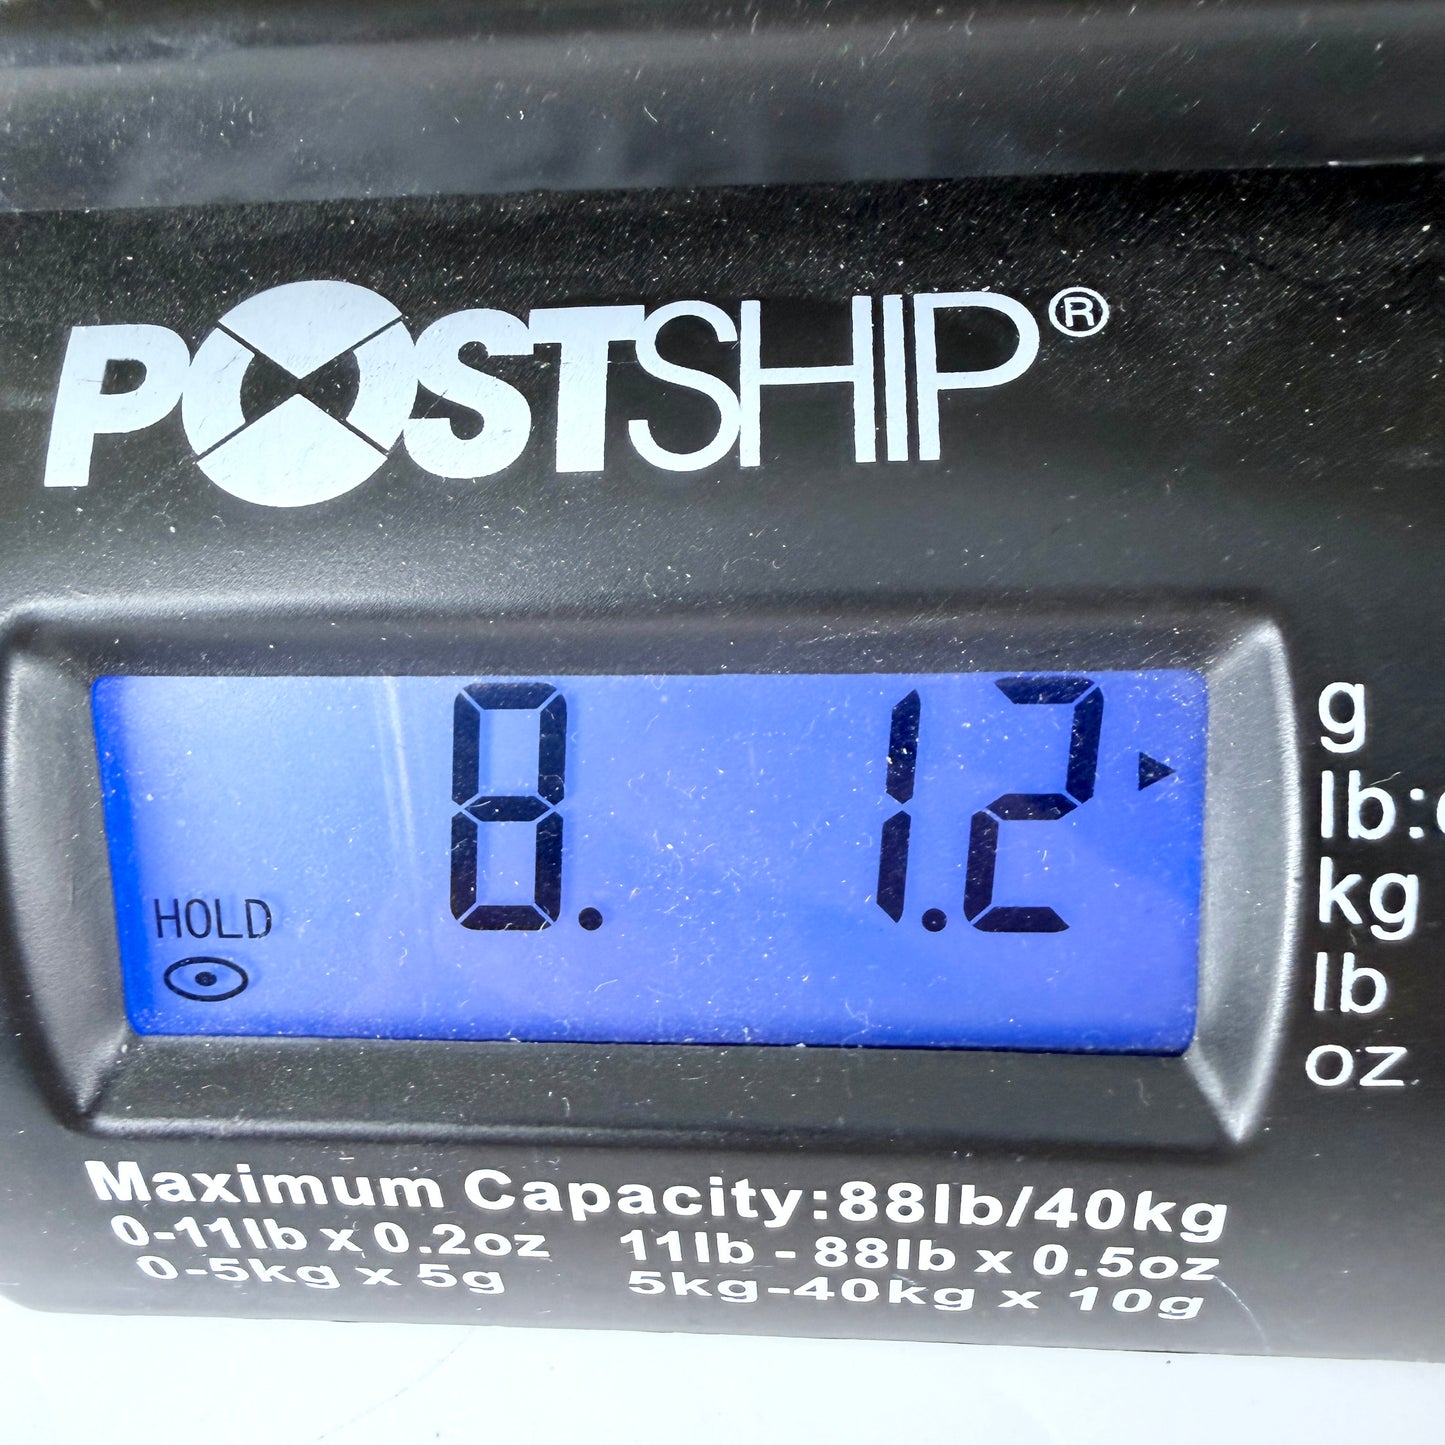 POSTSHIP®
8. 1.2
HOLD
g
lb:
kg
lb
oz
Maximum Capacity:88lb/40kg
0-11lb x 0.2oz 11lb - 88lb x 0.5oz
0-5kg x 5g 5kg-40kg x 10g